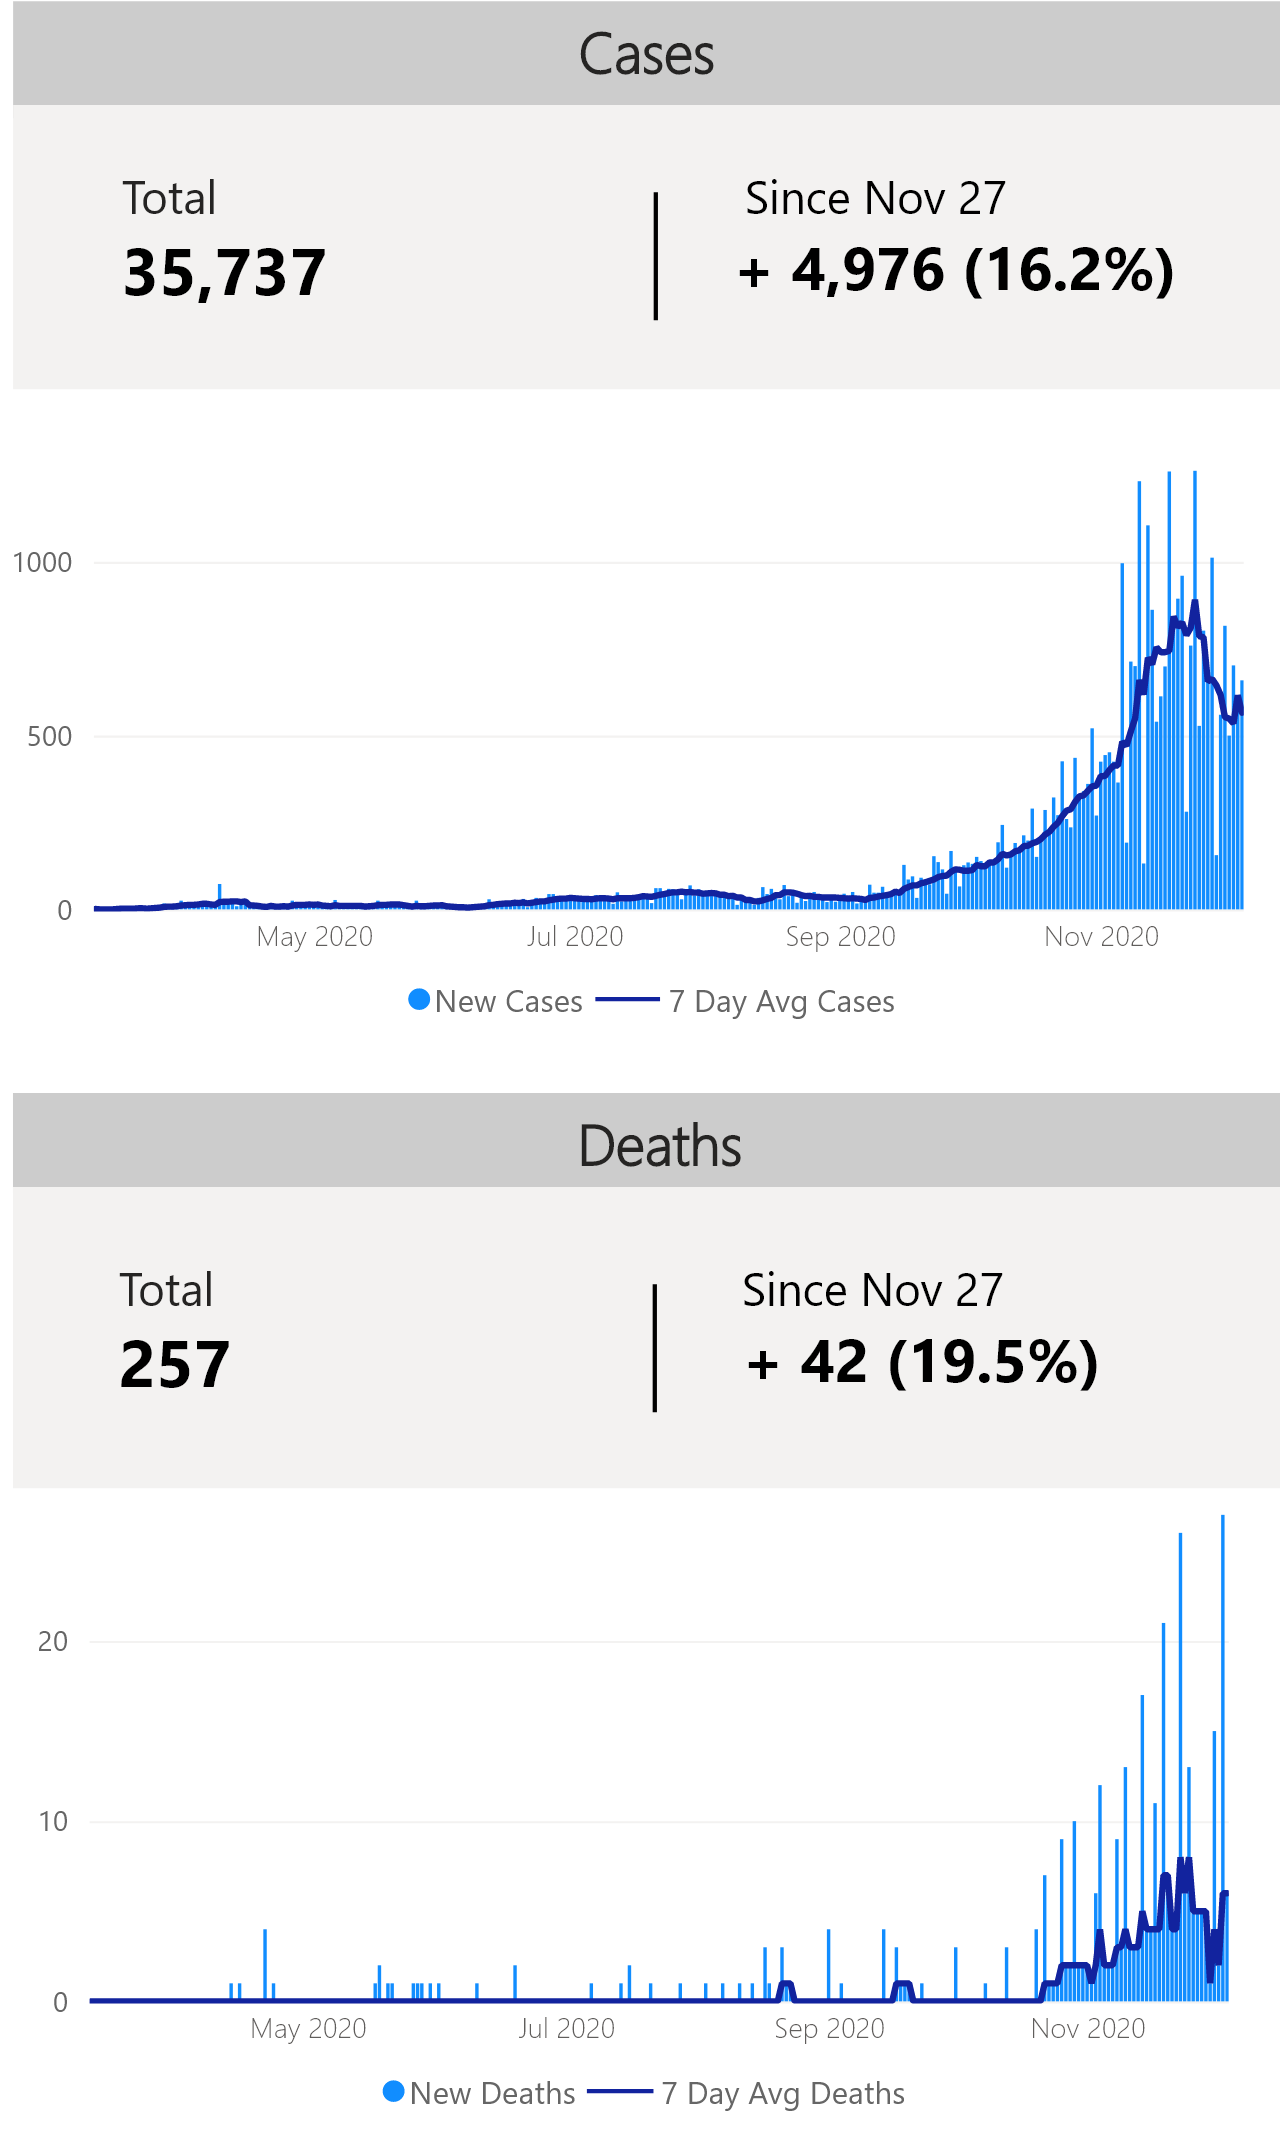 Cases
Total
Since Nov 27
35,737
+ 4,976 (16.2%)
1000
500
0
May 2020
Jul 2020
Sep 2020
Nov 2020
New Cases
7 Day Avg Cases
Deaths
Total
Since Nov 27
257
+ 42 (19.5%)
20
10
0
May 2020
Jul 2020
Sep 2020
Nov 2020
New Deaths
7 Day Avg Deaths